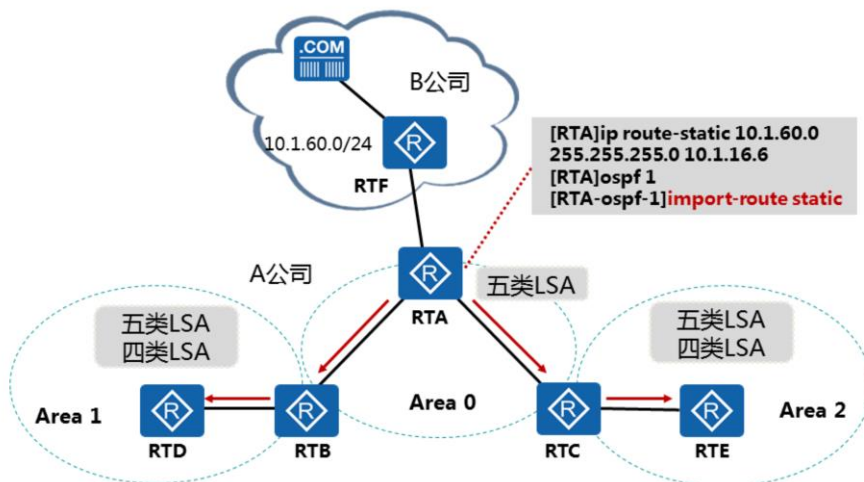 .COM
B公司
10.1.60.0/24
RTF
[RTA]ip route-static 10.1.60.0
255.255.255.0 10.1.16.6
[RTA]ospf 1
[RTA-ospf-1]import-route static
A公司
RTA
五类LSA
五类LSA
四类LSA
五类LSA
四类LSA
Area 1
RTD
RTB
Area 0
RTC
RTE
Area 2
R
R
R
R
R
R